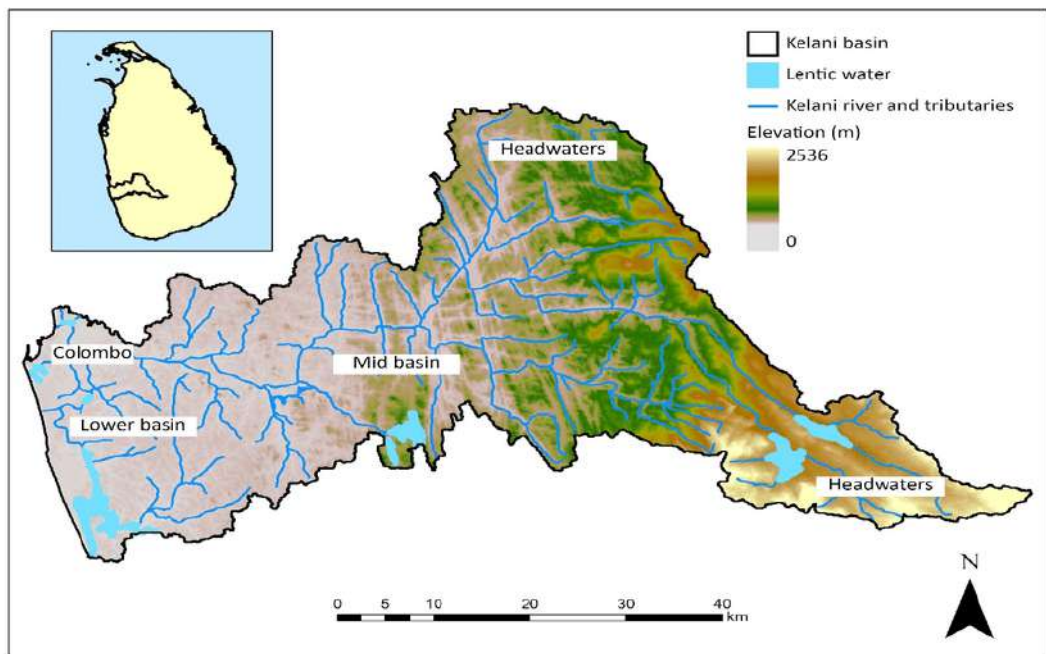 Kelani basin
Lentic water
Kelani river and tributaries
Elevation (m)
2536
0
Headwaters
Colombo
Mid basin
Lower basin
Headwaters
N
0 5 10 20 30 40
km